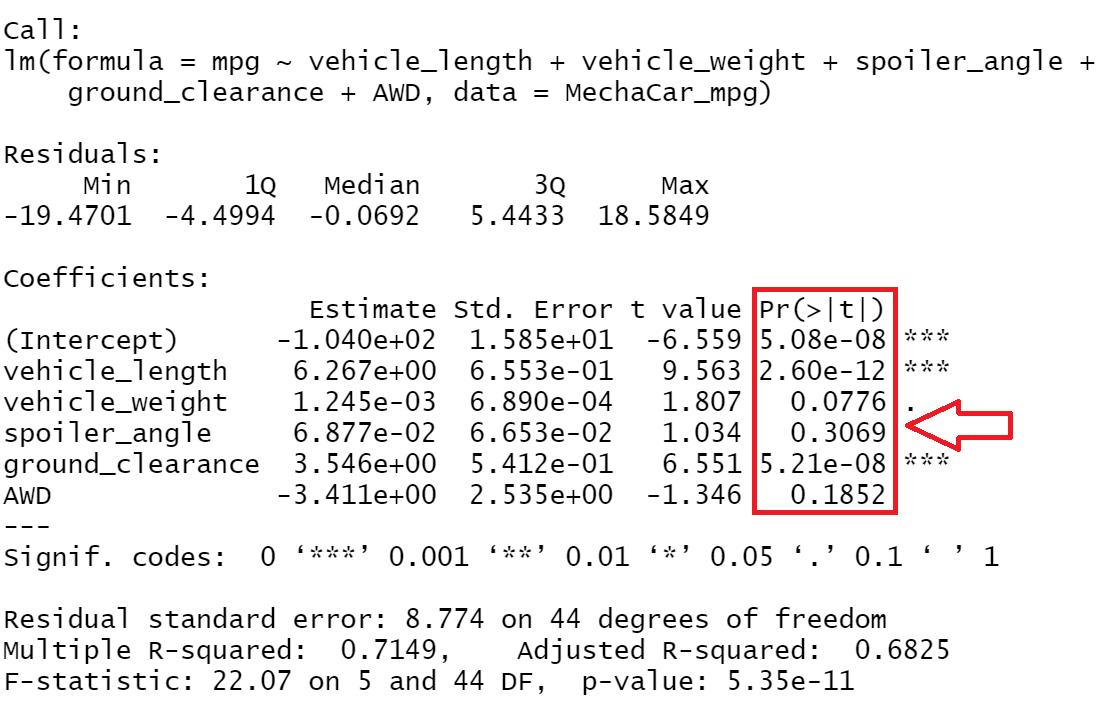 Call:
lm(formula = mpg ~ vehicle_length + vehicle_weight + spoiler_angle +
    ground_clearance + AWD, data = MechaCar_mpg)

Residuals:
     Min       1Q   Median       3Q      Max
-19.4701  -4.4994  -0.0692   5.4433  18.5849

Coefficients:
                   Estimate Std. Error t value Pr(>|t|)
(Intercept)      -1.040e+02  1.585e+01  -6.559 5.08e-08 ***
vehicle_length    6.267e+00  6.553e-01   9.563 2.60e-12 ***
vehicle_weight    1.245e-03  6.890e-04   1.807   0.0776 .
spoiler_angle     6.877e-02  6.653e-02   1.034   0.3069
ground_clearance  3.546e+00  5.412e-01   6.551 5.21e-08 ***
AWD              -3.411e+00  2.535e+00  -1.346   0.1852
---
Signif. codes:  0 ‘***’ 0.001 ‘**’ 0.01 ‘*’ 0.05 ‘.’ 0.1 ‘ ’ 1

Residual standard error: 8.774 on 44 degrees of freedom
Multiple R-squared:  0.7149,    Adjusted R-squared:  0.6825
F-statistic: 22.07 on 5 and 44 DF,  p-value: 5.35e-11